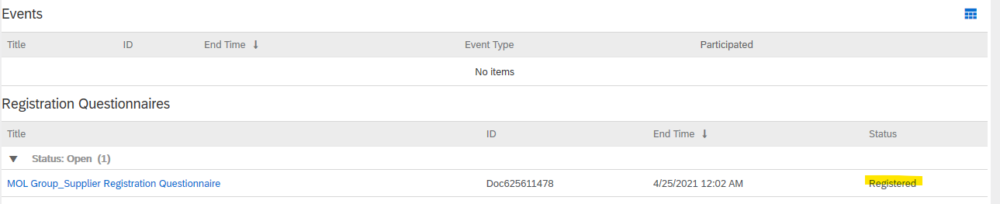 Events
Title ID End Time ↓ Event Type Participated
No items
Registration Questionnaires
Title ID End Time ↓ Status
▼ Status: Open (1)
MOL Group_Supplier Registration Questionnaire Doc625611478 4/25/2021 12:02 AM Registered